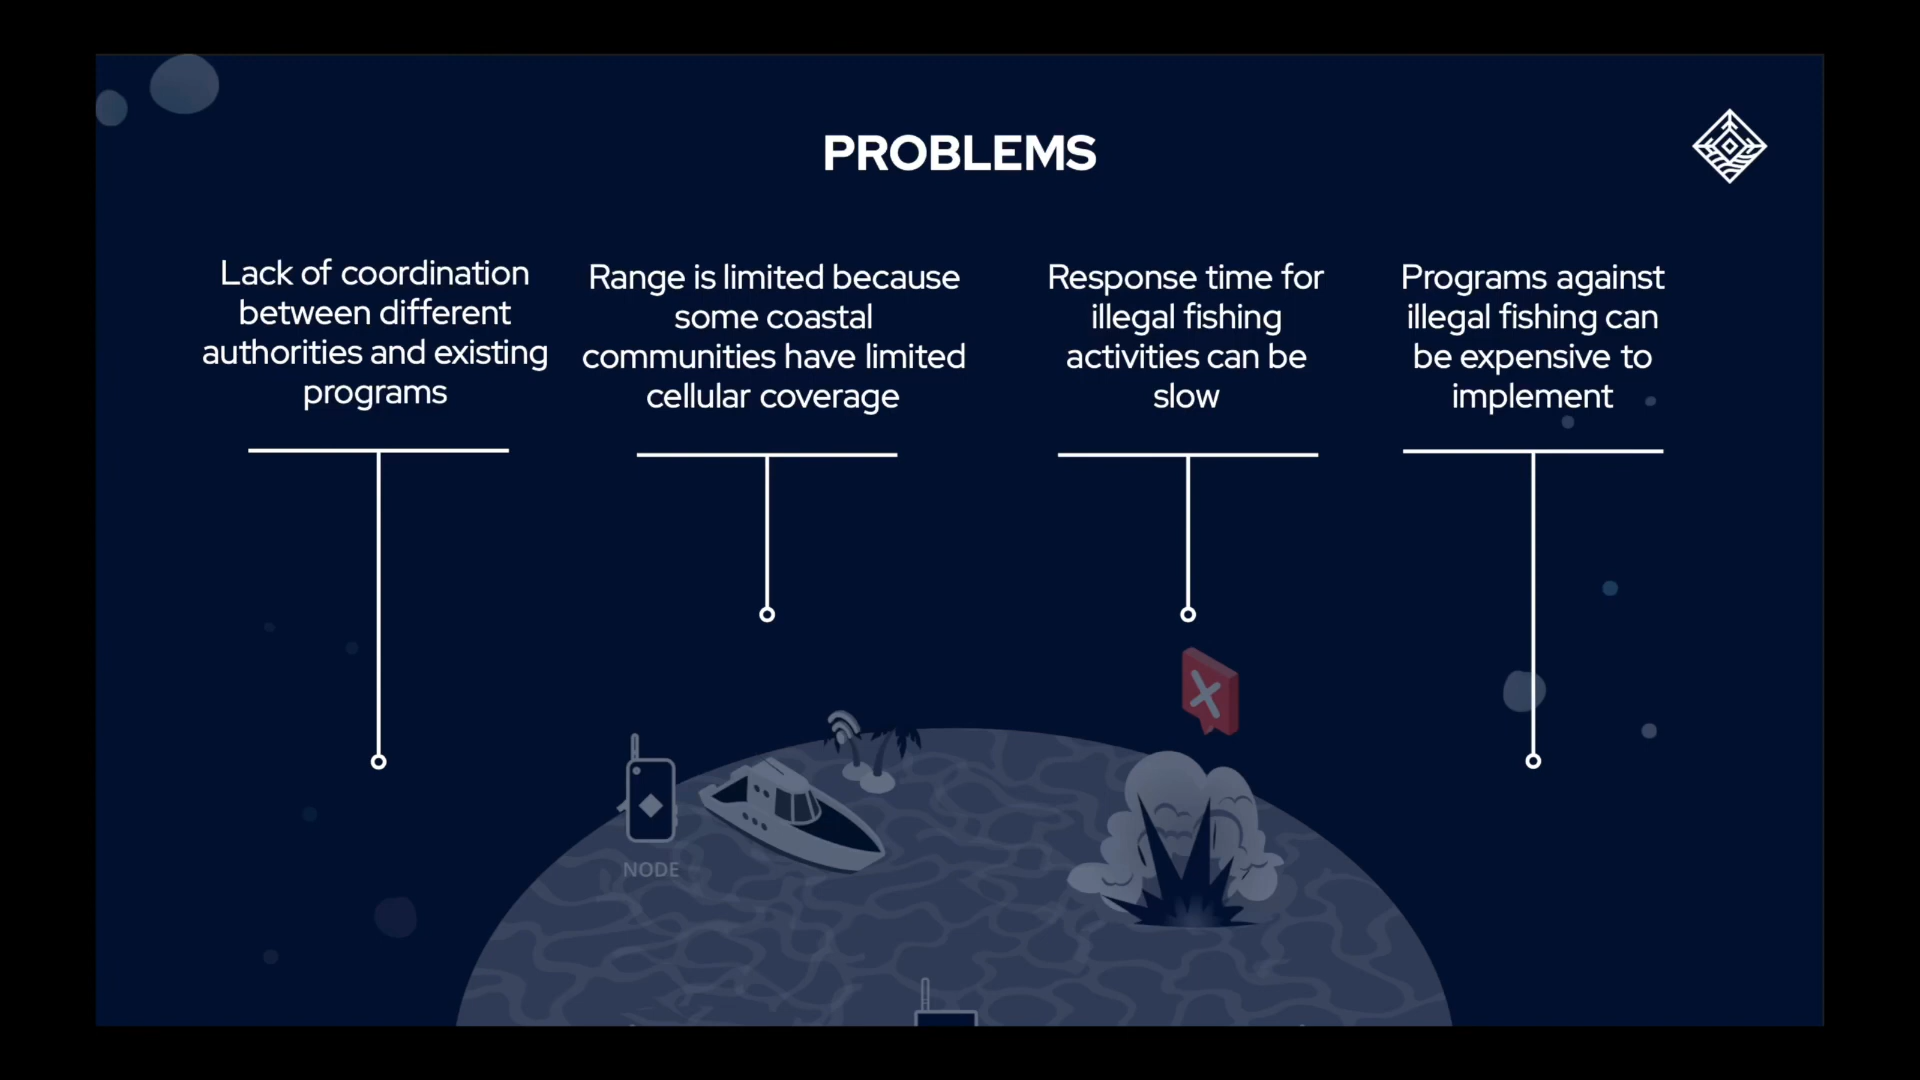 PROBLEMS
Lack of coordination
between different
authorities and existing
programs
Range is limited because
some coastal
communities have limited
cellular coverage
Response time for
illegal fishing
activities can be
slow
Programs against
illegal fishing can
be expensive to
implement
NODE